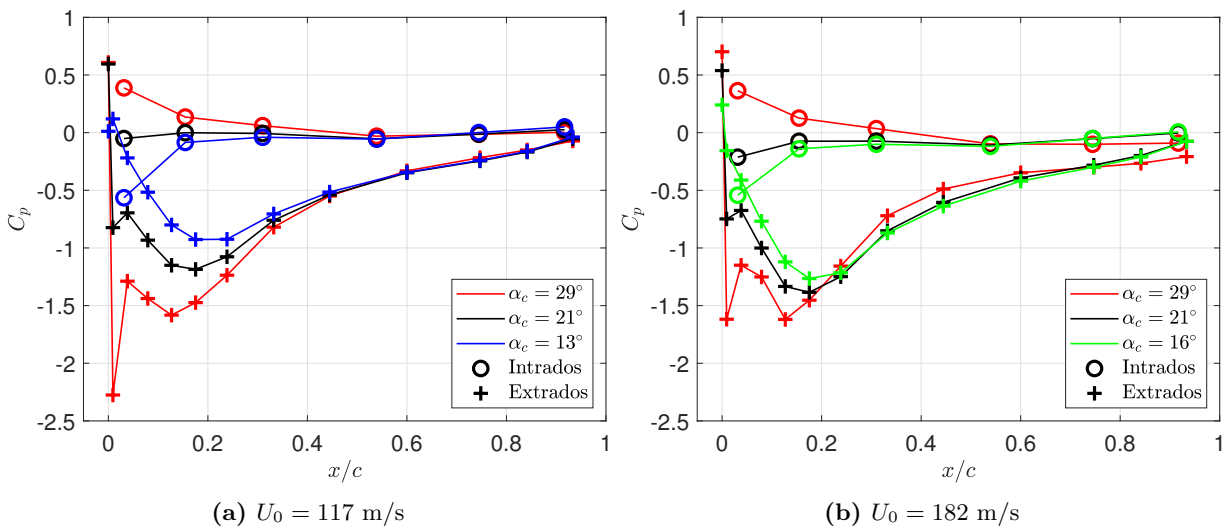 1
0.5
0
-0.5
-1
-1.5
-2
-2.5
C_p
0 0.2 0.4 0.6 0.8 1
x/c
α_c = 29°
α_c = 21°
α_c = 13°
Intrados
Extrados
(a) U_0 = 117 m/s
1
0.5
0
-0.5
-1
-1.5
-2
-2.5
C_p
0 0.2 0.4 0.6 0.8 1
x/c
α_c = 29°
α_c = 21°
α_c = 16°
Intrados
Extrados
(b) U_0 = 182 m/s